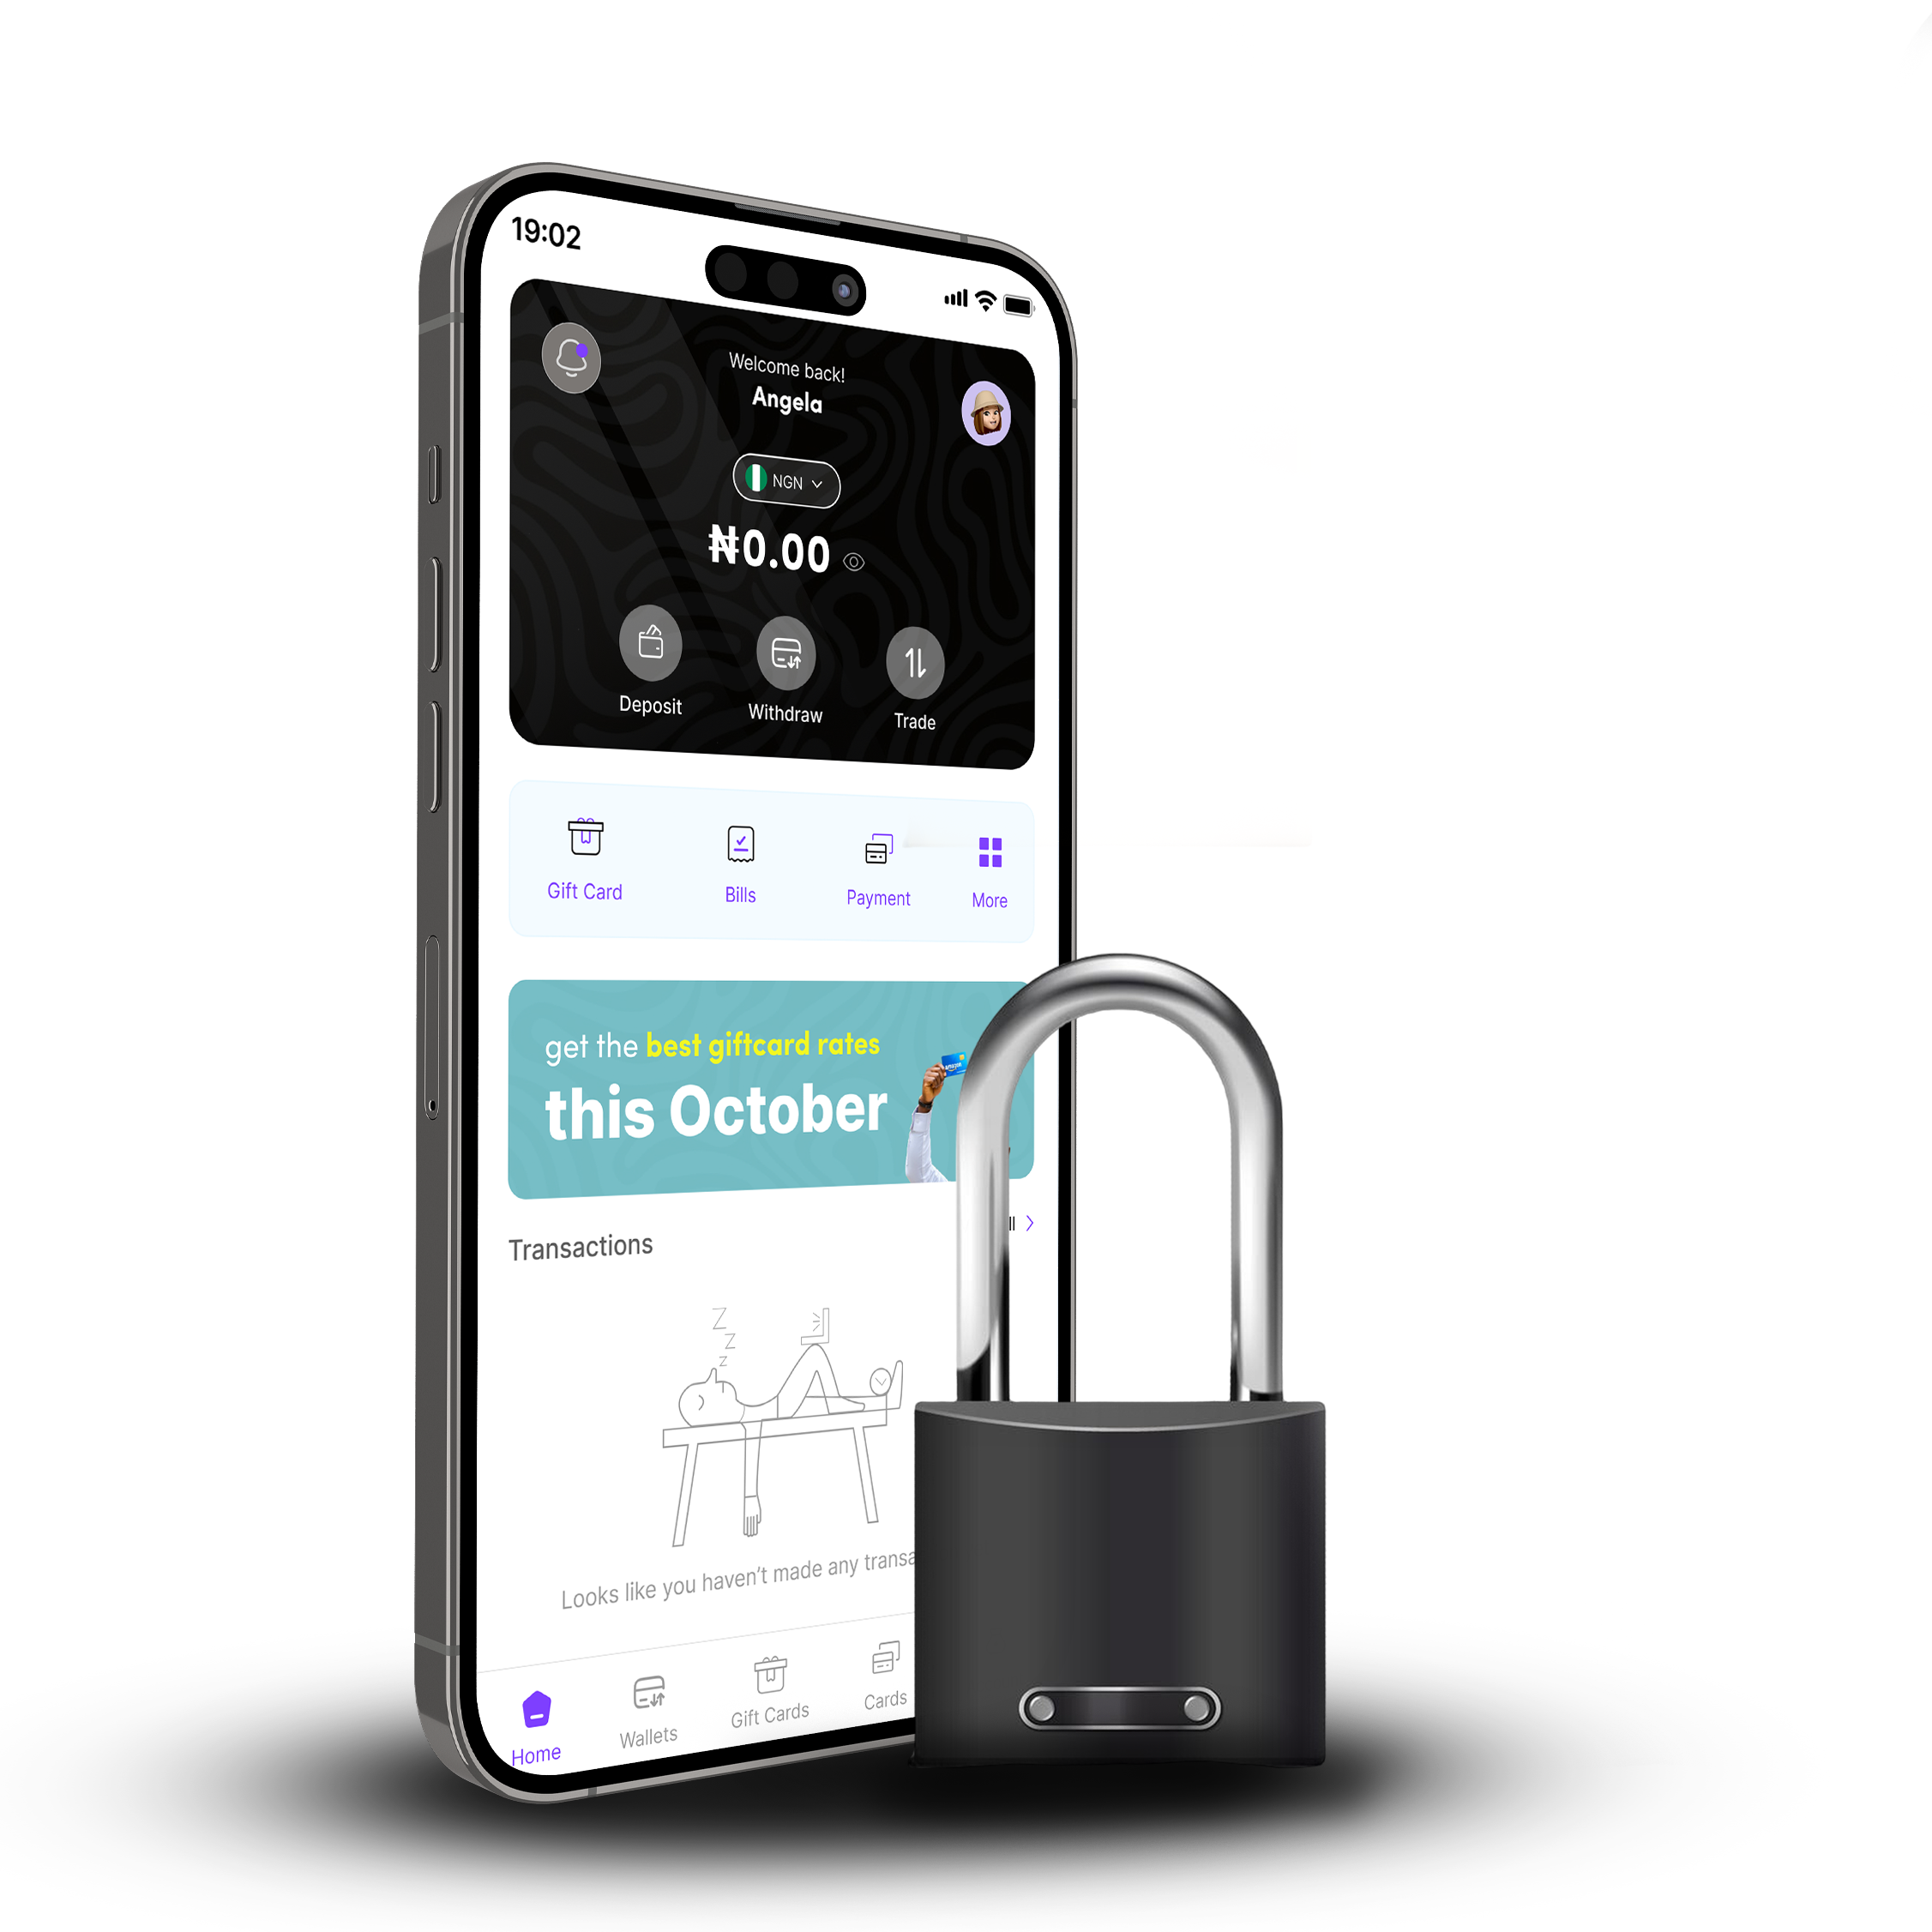 19:02
Welcome back!
Angela
NGN
₦0.00
Deposit
Withdraw
Trade
Gift Card
Bills
Payment
More
get the best giftcard rates
this October
amazon
Transactions
Z
Z
Z
Looks like you haven't made any
Home
Wallets
Gift Cards
Cards